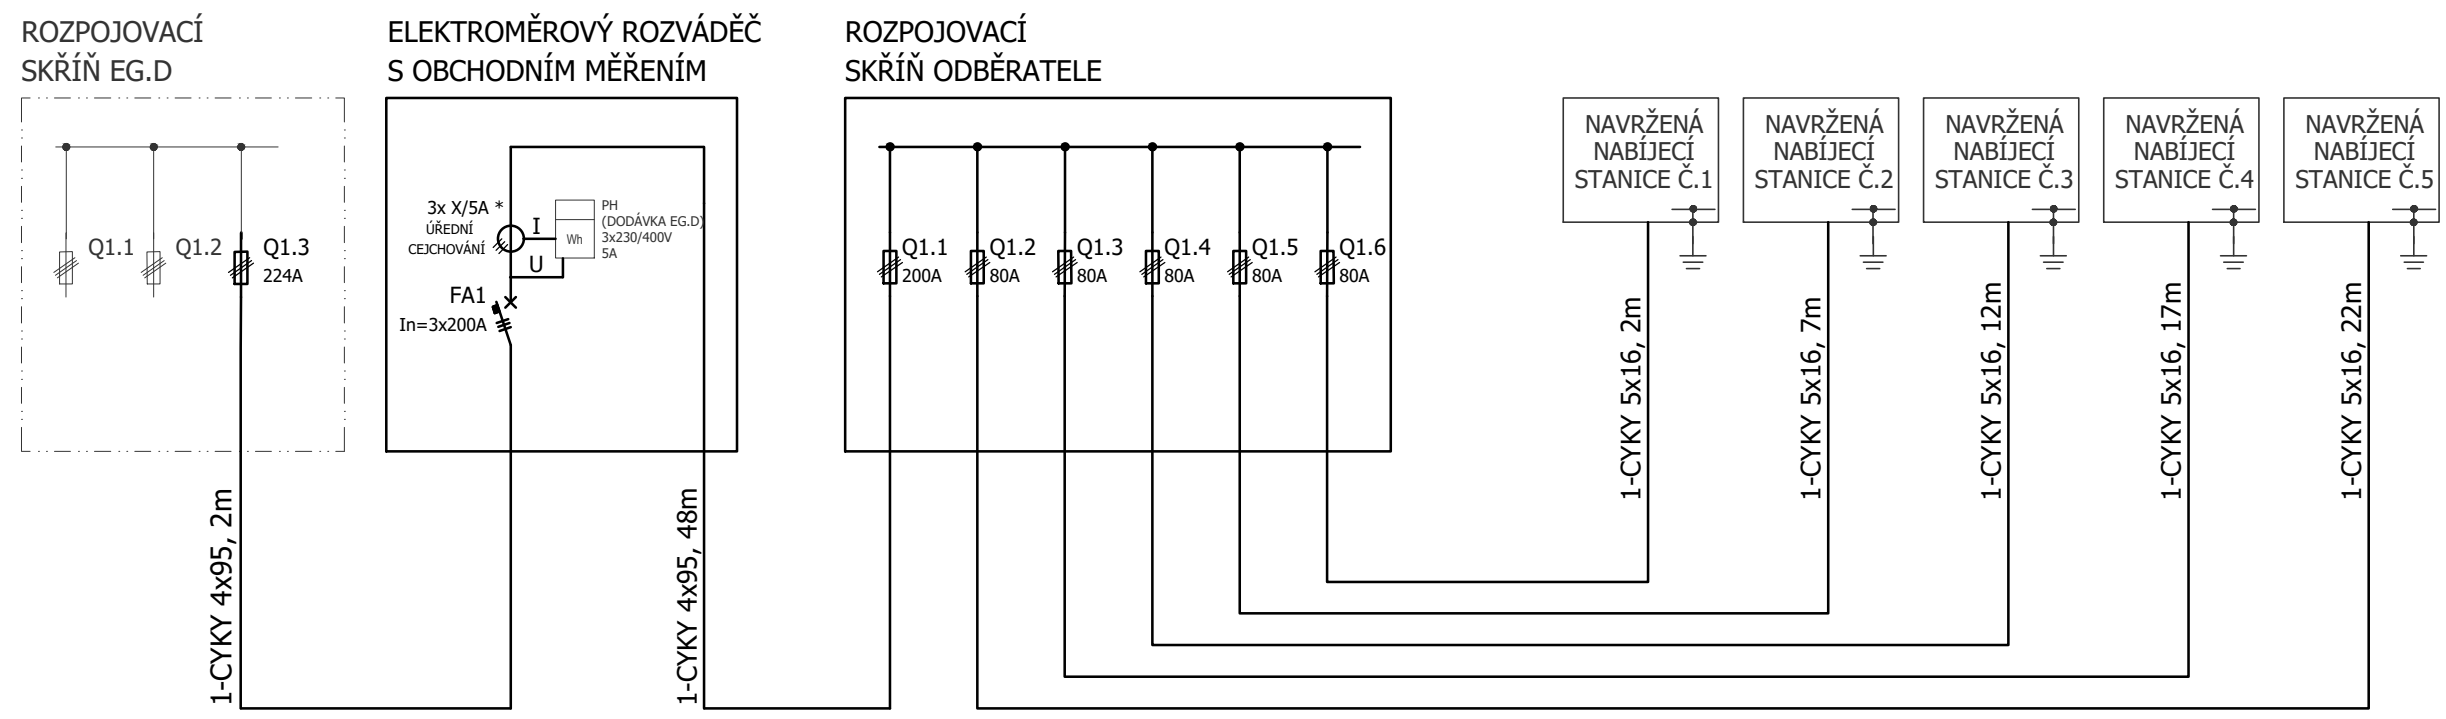 ROZPOJOVACÍ
SKŘÍŇ EG.D
ELEKTROMĚROVÝ ROZVÁDĚČ
S OBCHODNÍM MĚŘENÍM
ROZPOJOVACÍ
SKŘÍŇ ODBĚRATELE
Q1.1
Q1.2
Q1.3
224A
1-CYKY 4x95, 2m
3x X/5A *
ÚŘEDNÍ
CEJCHOVÁNÍ
I
U
Wh
PH
(DODÁVKA EG.D)
3x230/400V
5A
FA1
In=3x200A
1-CYKY 4x95, 48m
Q1.1
200A
Q1.2
80A
Q1.3
80A
Q1.4
80A
Q1.5
80A
Q1.6
80A
NAVRŽENÁ
NABÍJECÍ
STANICE Č.1
NAVRŽENÁ
NABÍJECÍ
STANICE Č.2
NAVRŽENÁ
NABÍJECÍ
STANICE Č.3
NAVRŽENÁ
NABÍJECÍ
STANICE Č.4
NAVRŽENÁ
NABÍJECÍ
STANICE Č.5
1-CYKY 5x16, 2m
1-CYKY 5x16, 7m
1-CYKY 5x16, 12m
1-CYKY 5x16, 17m
1-CYKY 5x16, 22m